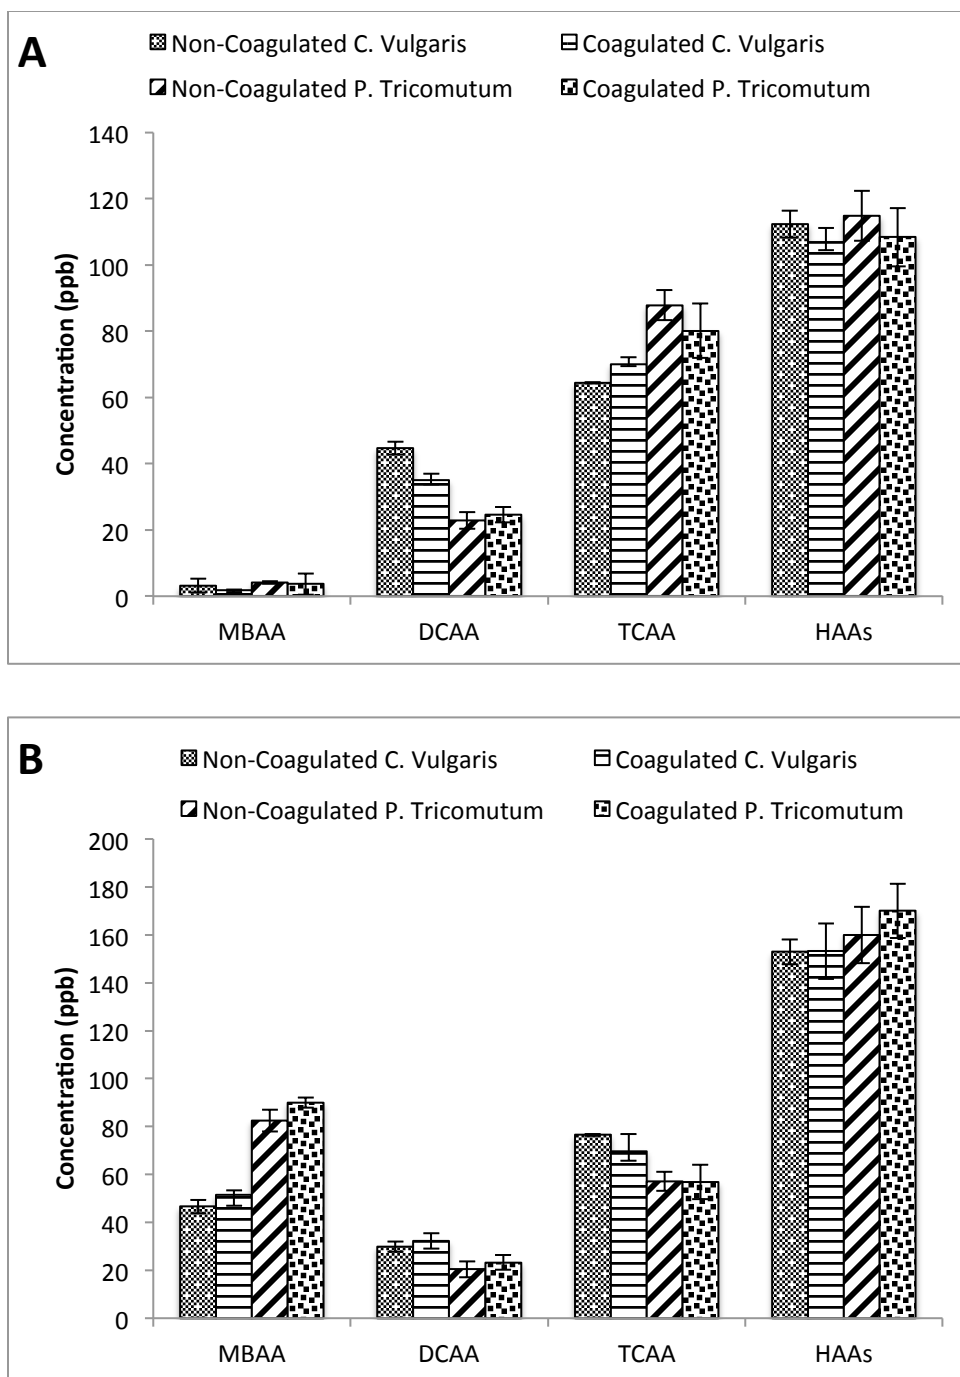 A
Non-Coagulated C. Vulgaris
Coagulated C. Vulgaris
Non-Coagulated P. Tricomutum
Coagulated P. Tricomutum
140
120
100
80
60
40
20
0
Concentration (ppb)
MBAA
DCAA
TCAA
HAAs
B
Non-Coagulated C. Vulgaris
Coagulated C. Vulgaris
Non-Coagulated P. Tricomutum
Coagulated P. Tricomutum
200
180
160
140
120
100
80
60
40
20
0
Concentration (ppb)
MBAA
DCAA
TCAA
HAAs